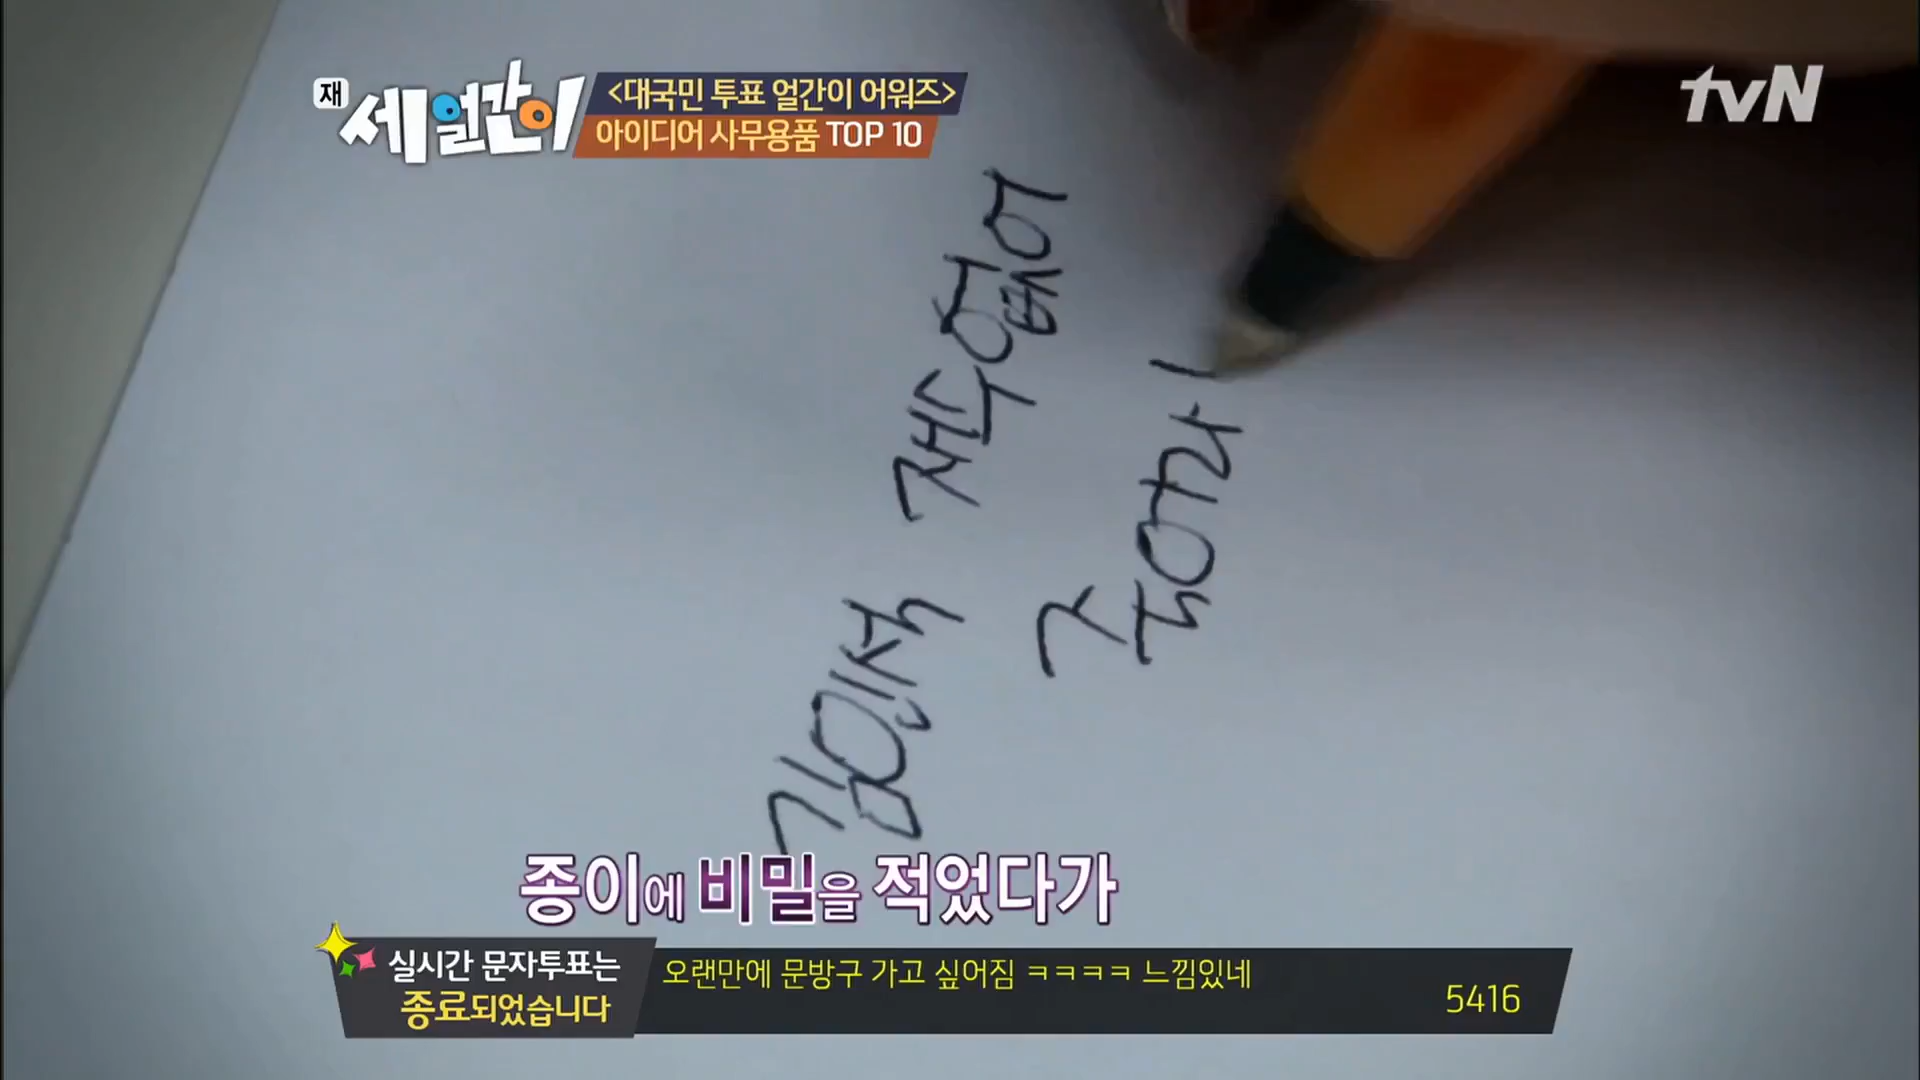 재
세얼간이
<대국민 투표 얼간이 어워즈>
아이디어 사무용품 TOP 10
tvN
재수없어
종이에 비밀을 적었다가
실시간 문자투표는
종료되었습니다
오랜만에 문방구 가고 싶어짐 ㅋㅋㅋㅋ 느낌있네
5416